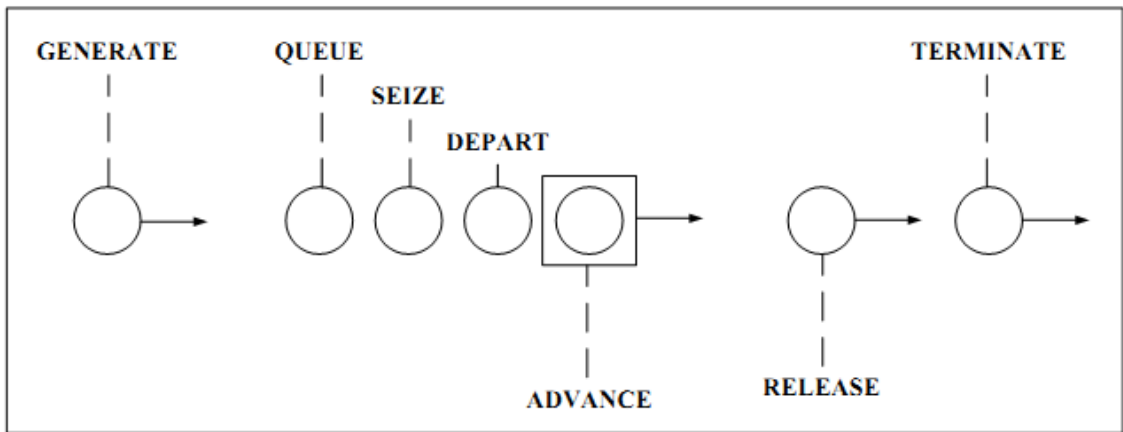 GENERATE
QUEUE
TERMINATE
SEIZE
DEPART
ADVANCE
RELEASE